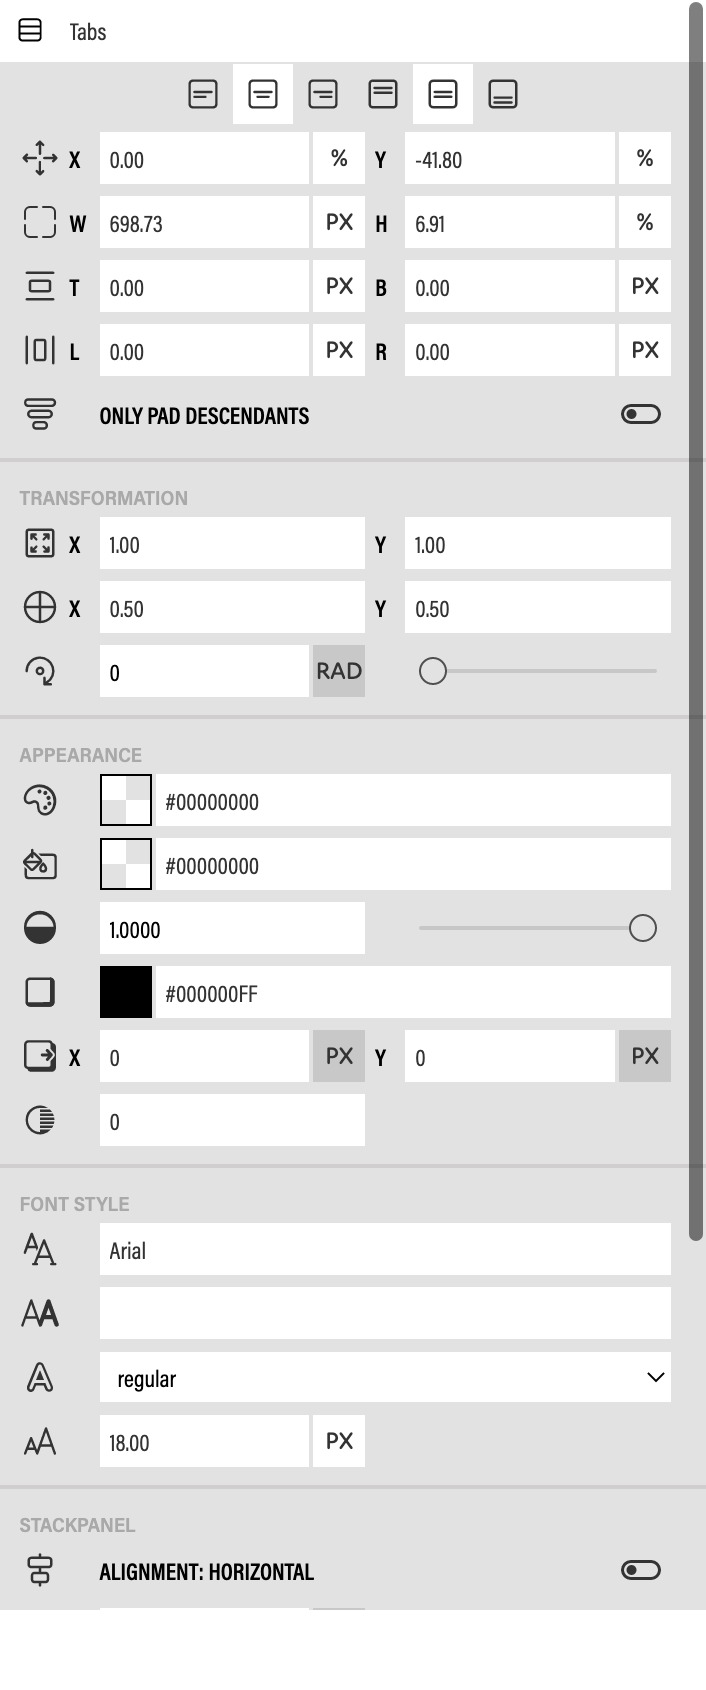 Tabs
X 0.00 % Y -41.80 %
W 698.73 PX H 6.91 %
T 0.00 PX B 0.00 PX
L 0.00 PX R 0.00 PX
ONLY PAD DESCENDANTS
TRANSFORMATION
X 1.00 Y 1.00
X 0.50 Y 0.50
0 RAD
APPEARANCE
#00000000
#00000000
1.0000
#000000FF
X 0 PX Y 0 PX
0
FONT STYLE
Arial
regular
18.00 PX
STACKPANEL
ALIGNMENT: HORIZONTAL